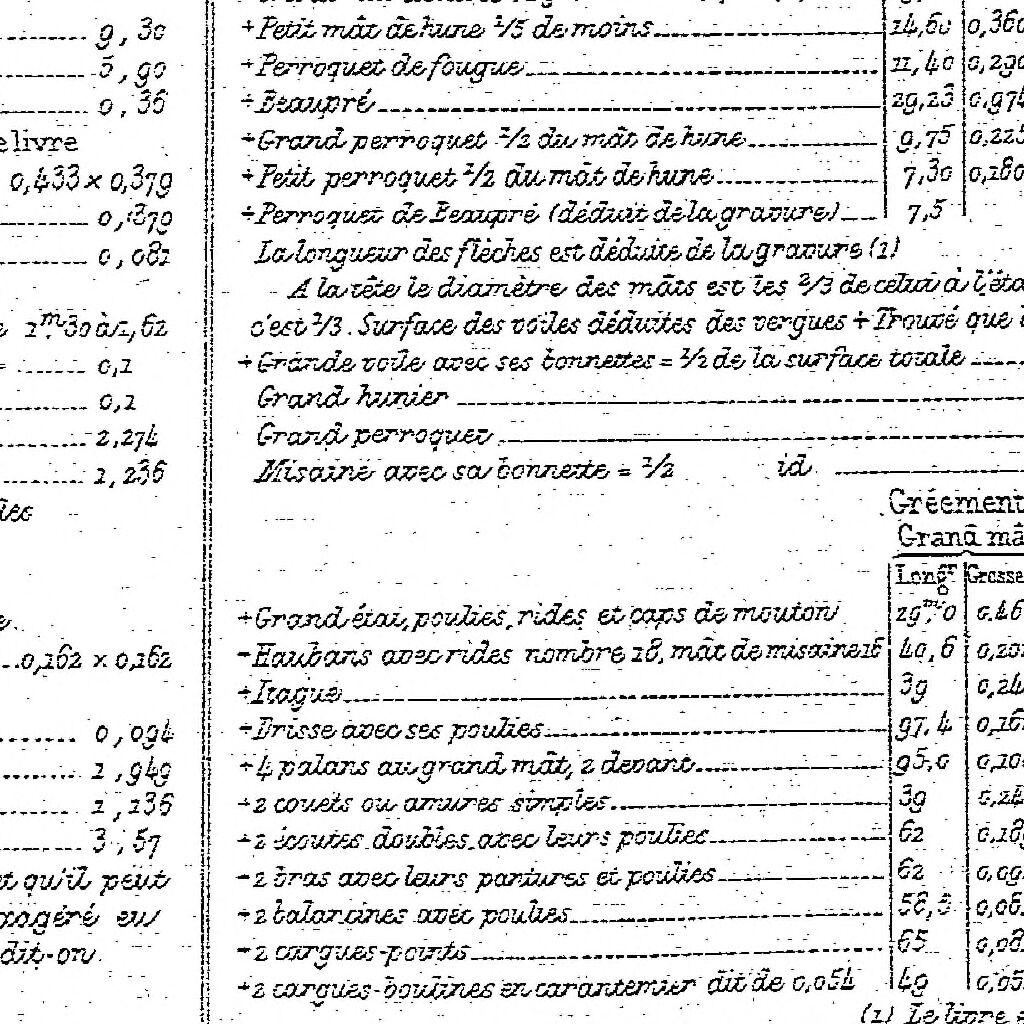 9,30
5,90
0,36
e livre
0,433 x 0,379
0,379
0,081
1m30 à 1,62
= 0,1
0,1
2,274
1,236
0,162 x 0,162
0,094
1,949
1,136
3,57
t qu'il peut
xagéré en
dit-on
+ Petit mât de hune 1/5 de moins 14,60 0,360
+ Perroquet de fougue 11,40 0,290
+ Beaupré 29,23 0,974
+ Grand perroquet 1/2 du mât de hune 9,75 0,225
+ Petit perroquet 1/2 du mât de hune 7,30 0,180
+ Perroquet de Beaupré (déduit de la gravure) 7,5
La longueur des flèches est déduite de la gravure (1)
A la tête le diamètre des mâts est les 2/3 de celui à l'éta
c'est 1/3. Surface des voiles déduites des vergues + Trouvé que
+ Grande voile avec ses bonnettes = 1/2 de la surface totale
Grand hunier
Grand perroquet
Misaine avec sa bonnette = 1/2 id
Gréement
Grand mâ
Longr Grosse
+ Grand étai, poulies, rides et caps de mouton 29m,0 0.46
- Haubans avec rides nombre 18, mât de misaine 16 40,6 0,20
+ Itague 39 0,24
- Drisse avec ses poulies 97,4 0,16
+ 4 palans au grand mât, 2 devant 95,0 0,10
+ 2 couets ou amures simples 39 0,24
+ 2 écoutes doubles avec leurs poulies 62 0,18
- 2 bras avec leurs pantures et poulies 62 0,09
- 2 balancines avec poulies 58,5 0,08
- 2 cargues-points 65 0,08
+ 2 cargues-boulines en carantenier dit de 0,054 49 0,05
(1) Le livre e